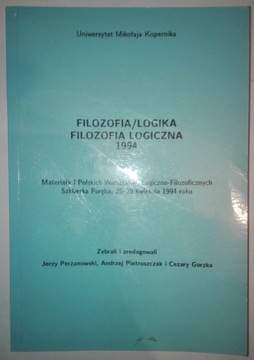 Uniwersytet Mikołaja Kopernika
FILOZOFIA/LOGIKA
FILOZOFIA LOGICZNA
1994
Materiały I Polskich Warsztatów Logiczno-Filozoficznych
Szklarska Poręba, 25-29 kwietnia 1994 roku
Zebrali i zredagowali
Jerzy Perzanowski, Andrzej Pietruszczak i Cezary Gorzka